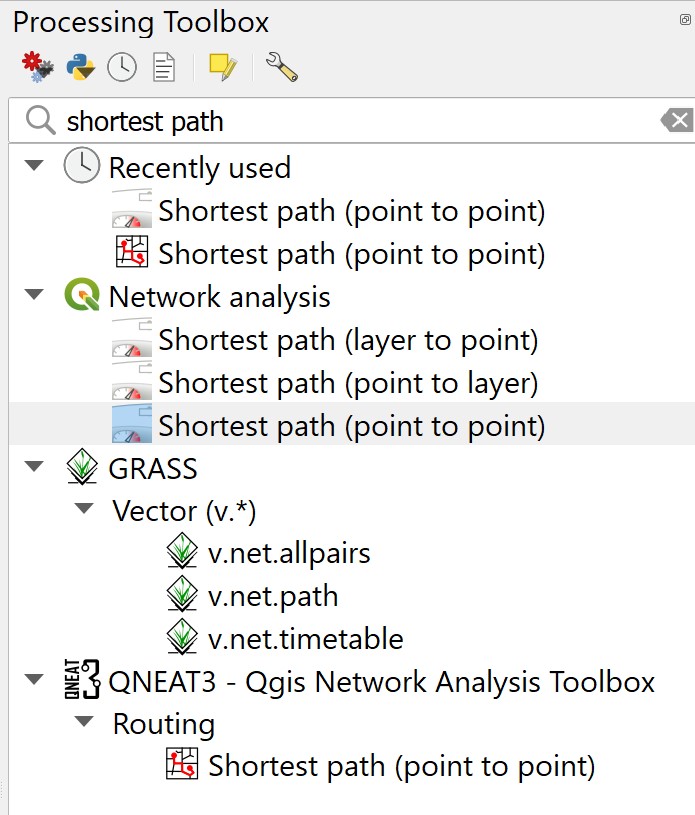 Processing Toolbox
shortest path
Recently used
Shortest path (point to point)
Shortest path (point to point)
Network analysis
Shortest path (layer to point)
Shortest path (point to layer)
Shortest path (point to point)
GRASS
Vector (v.*)
v.net.allpairs
v.net.path
v.net.timetable
QNEAT3 QNEAT3 - Qgis Network Analysis Toolbox
Routing
Shortest path (point to point)